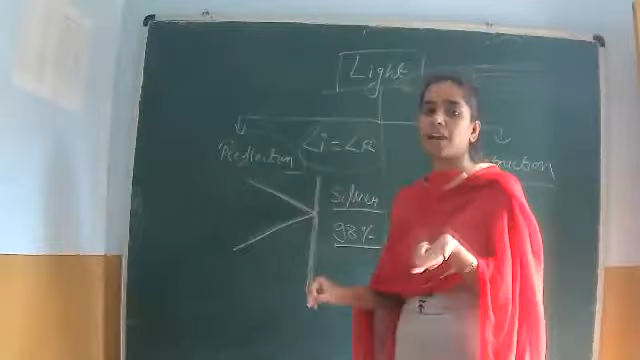 Light
∠i = ∠R
Reflection
Silver
98%